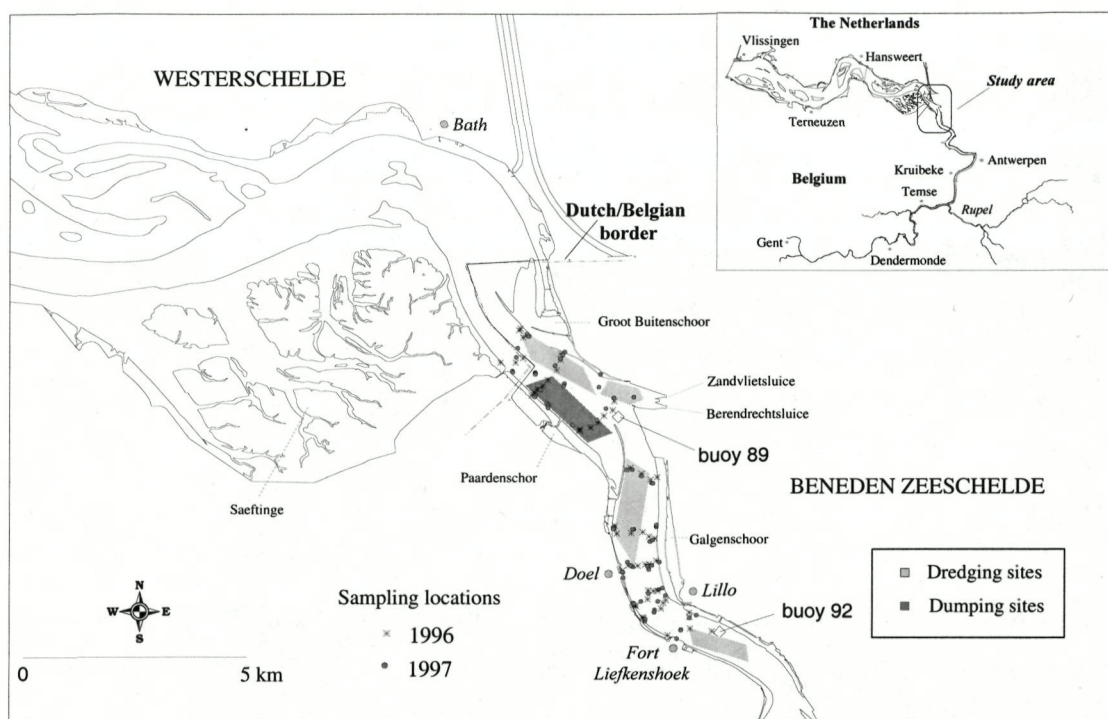 WESTERSCHELDE
Bath
The Netherlands
Vlissingen
Hansweert
Study area
Terneuzen
Antwerpen
Kruibeke
Belgium
Temse
Rupel
Gent
Dendermonde
Dutch/Belgian
border
Groot Buitenschoor
Zandvlietsluice
Berendrechtsluice
buoy 89
Paardenschor
BENEDEN ZEESCHELDE
Saeftinge
Galgenschoor
Doel
Lillo
buoy 92
Fort
Liefkenshoek
N
W E
S
0 5 km
Sampling locations
1996
1997
Dredging sites
Dumping sites